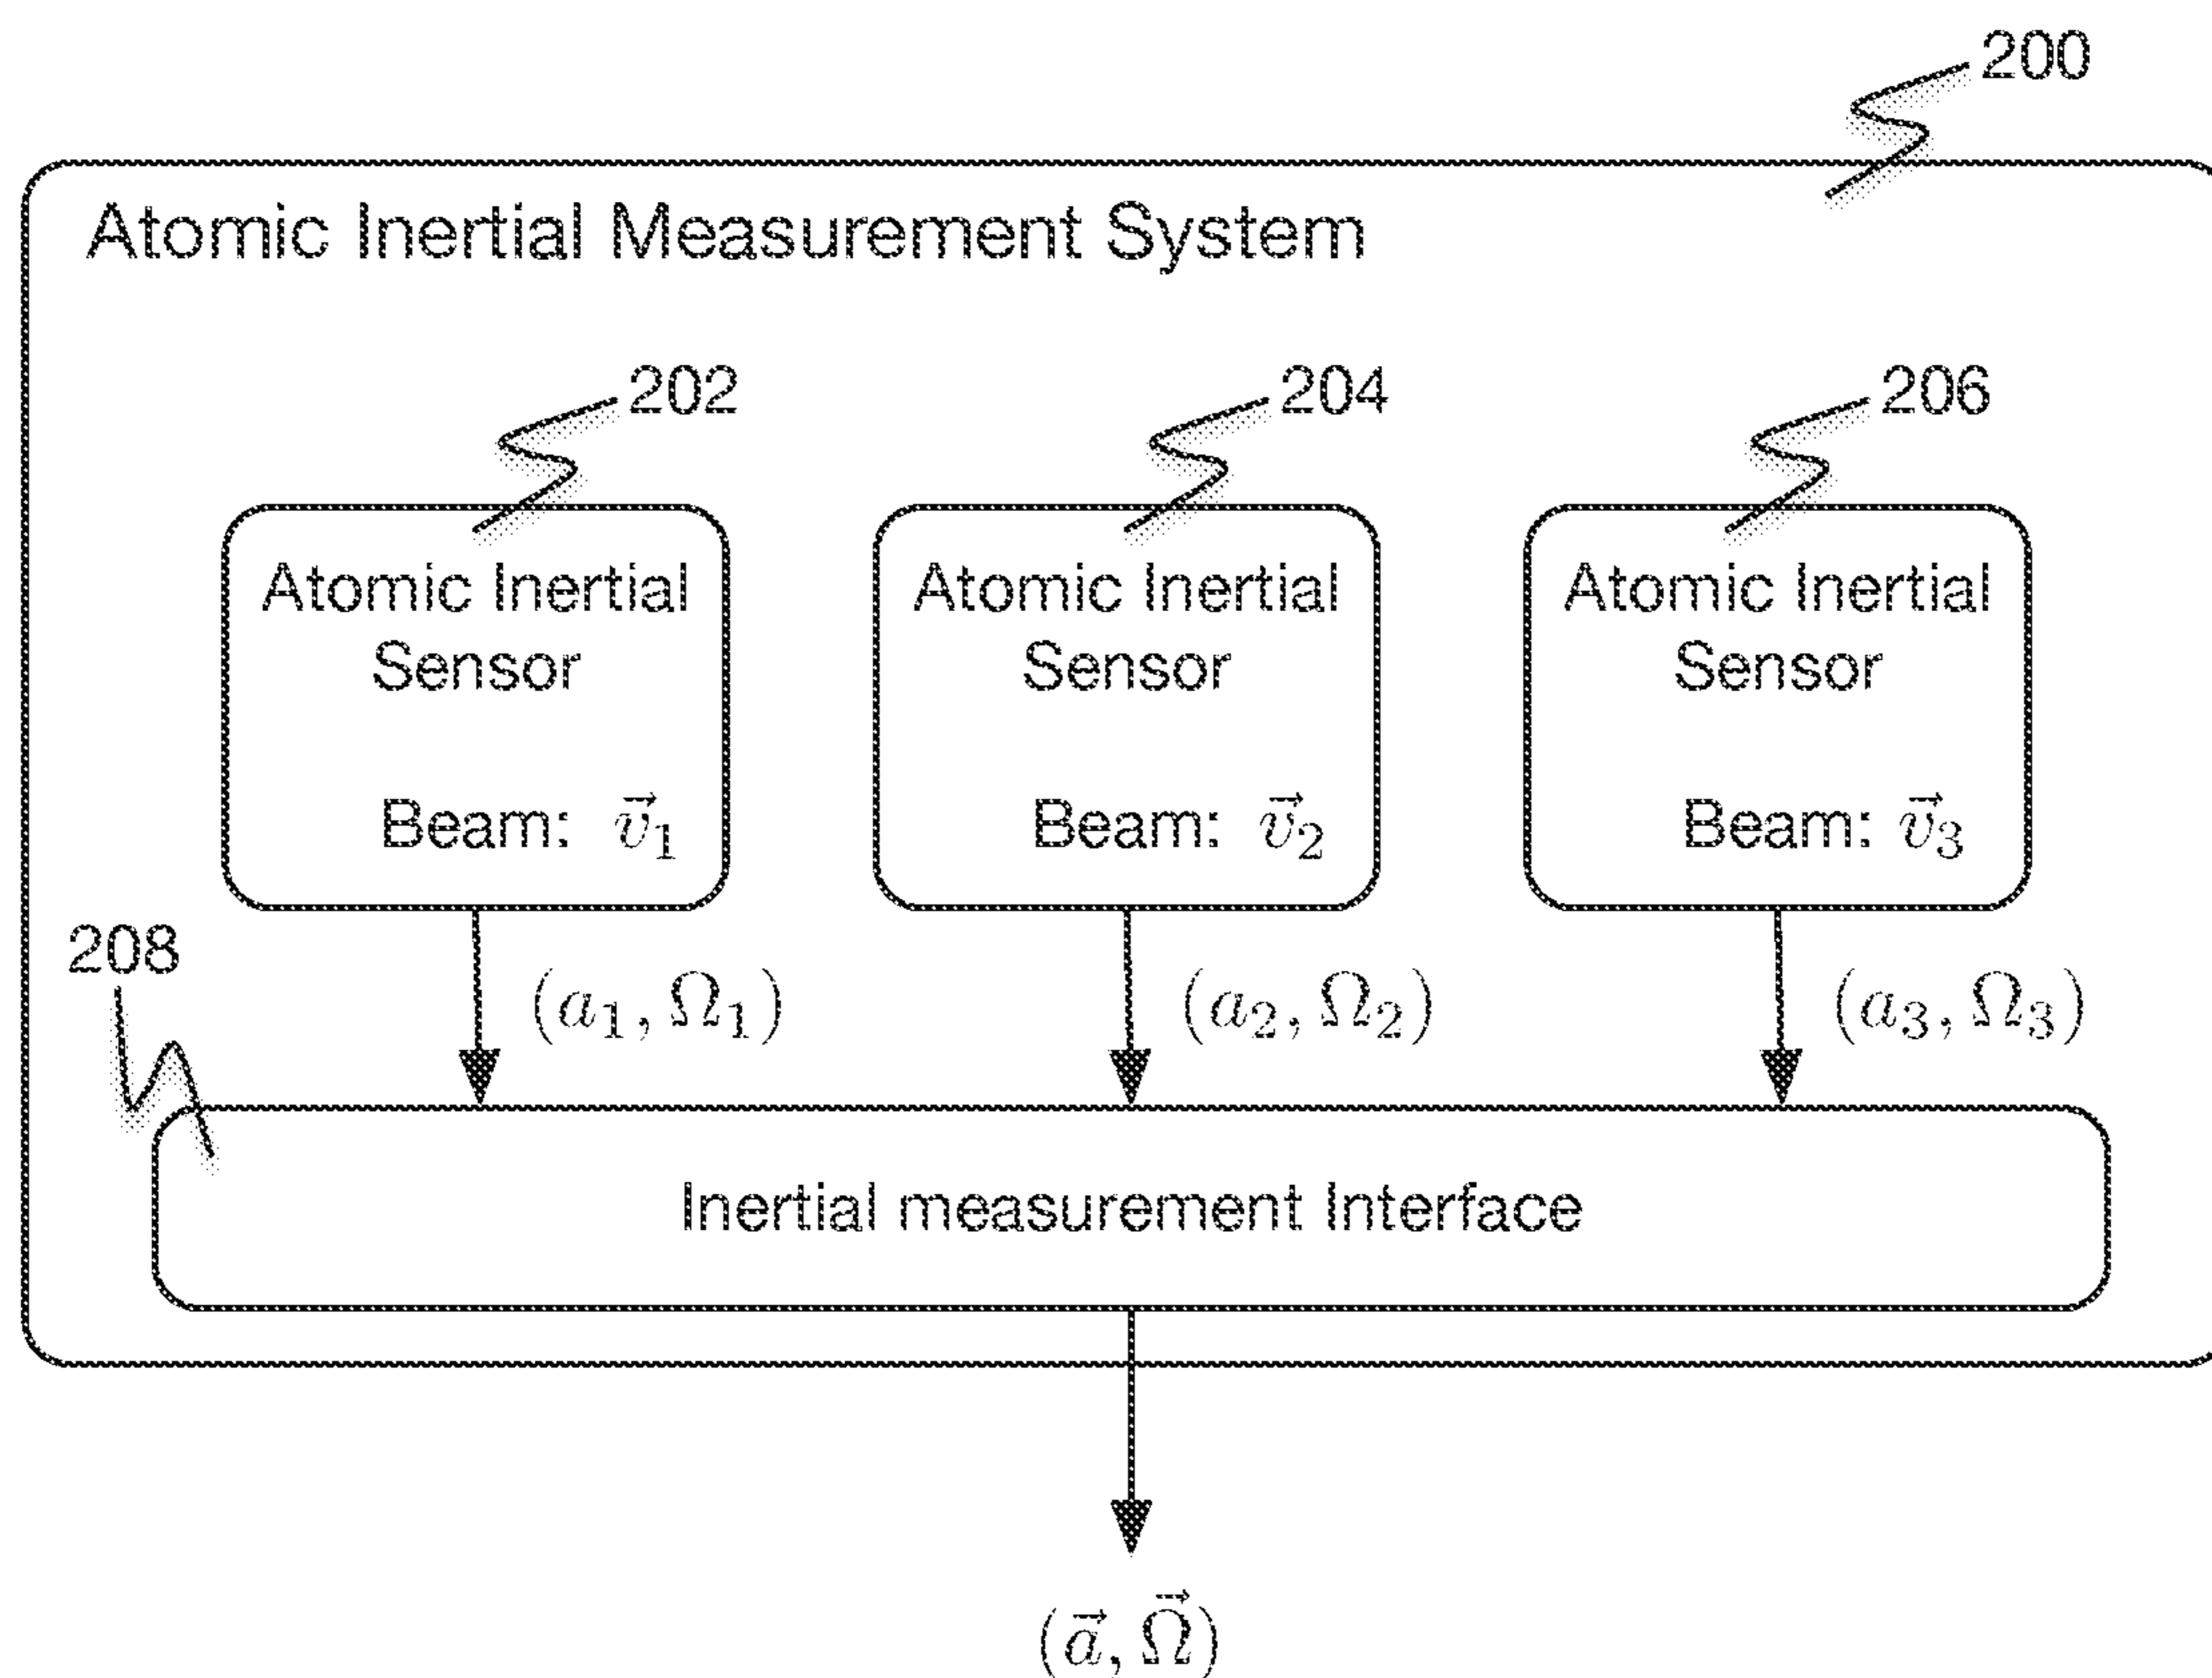 200
Atomic Inertial Measurement System
202
204
206
Atomic Inertial
Sensor
Beam: v⃗₁
Atomic Inertial
Sensor
Beam: v⃗₂
Atomic Inertial
Sensor
Beam: v⃗₃
208
(a₁, Ω₁)
(a₂, Ω₂)
(a₃, Ω₃)
Inertial measurement Interface
(a⃗, Ω⃗)